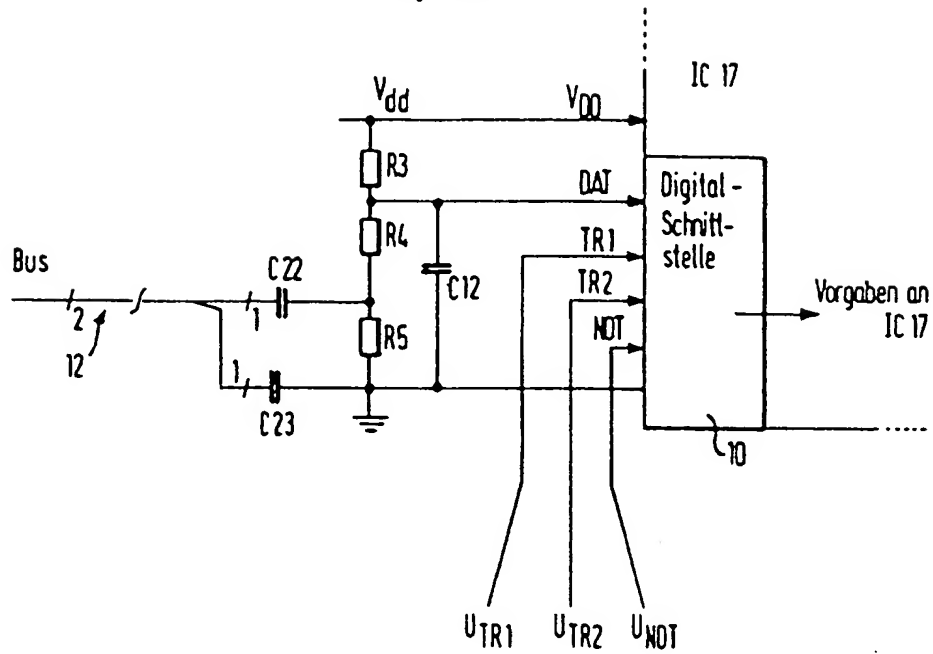 IC 17
Vdd
VDD
R3
DAT
Digital-
Schnitt-
stelle
R4
TR1
Bus
C22
C12
TR2
Vorgaben an
IC 17
2
1
R5
NOT
12
1
C23
10
UTR1
UTR2
UNOT